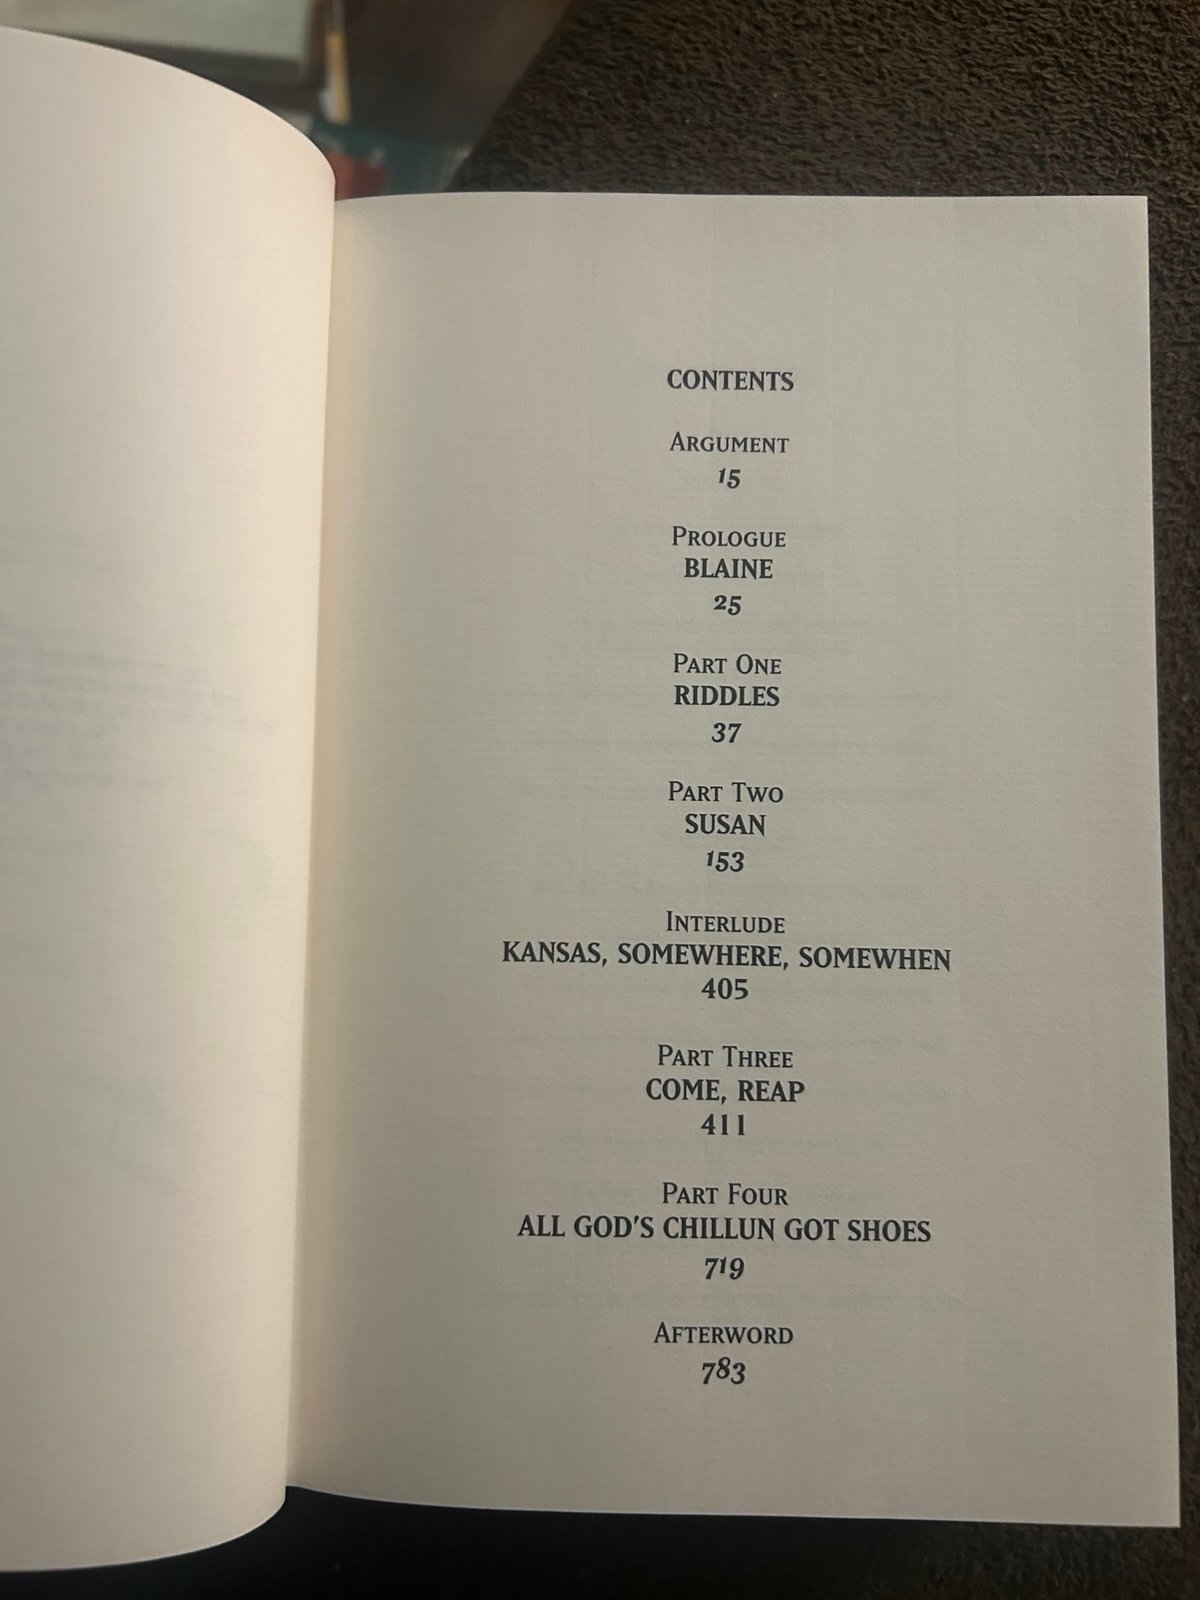 CONTENTS
ARGUMENT
15
PROLOGUE
BLAINE
25
PART ONE
RIDDLES
37
PART TWO
SUSAN
153
INTERLUDE
KANSAS, SOMEWHERE, SOMEWHEN
405
PART THREE
COME, REAP
411
PART FOUR
ALL GOD'S CHILLUN GOT SHOES
719
AFTERWORD
783